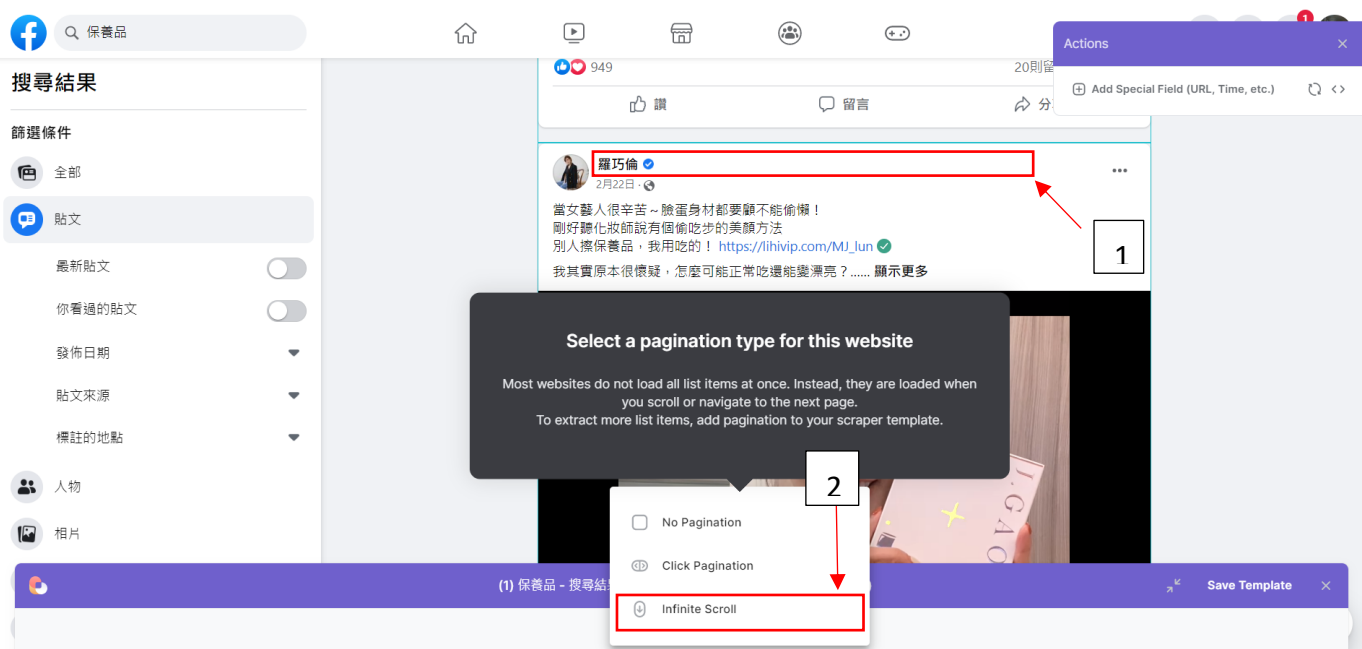 保養品
1
Actions
Add Special Field (URL, Time, etc.)
搜尋結果
篩選條件
全部
貼文
最新貼文
你看過的貼文
發佈日期
貼文來源
標註的地點
人物
相片
949
20則留
讚
留言
分
羅巧倫
2月22日 ·
當女藝人很辛苦~臉蛋身材都要顧不能偷懶!
剛好聽化妝師說有個偷吃步的美顏方法
別人擦保養品,我用吃的! https://lihivip.com/MJ_lun
我其實原本很懷疑,怎麼可能正常吃還能變漂亮?...... 顯示更多
1
Select a pagination type for this website
Most websites do not load all list items at once. Instead, they are loaded when
you scroll or navigate to the next page.
To extract more list items, add pagination to your scraper template.
2
J.GAO
No Pagination
Click Pagination
Infinite Scroll
(1) 保養品 - 搜尋結
Save Template